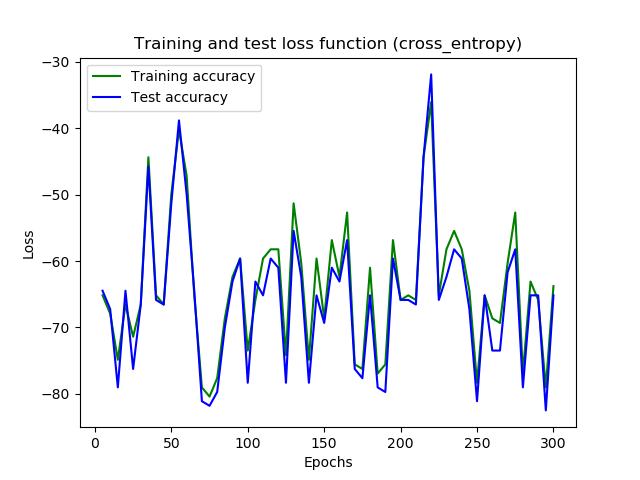 Training and test loss function (cross_entropy)
Training accuracy
Test accuracy
−30
−40
−50
−60
−70
−80
Loss
0 50 100 150 200 250 300
Epochs